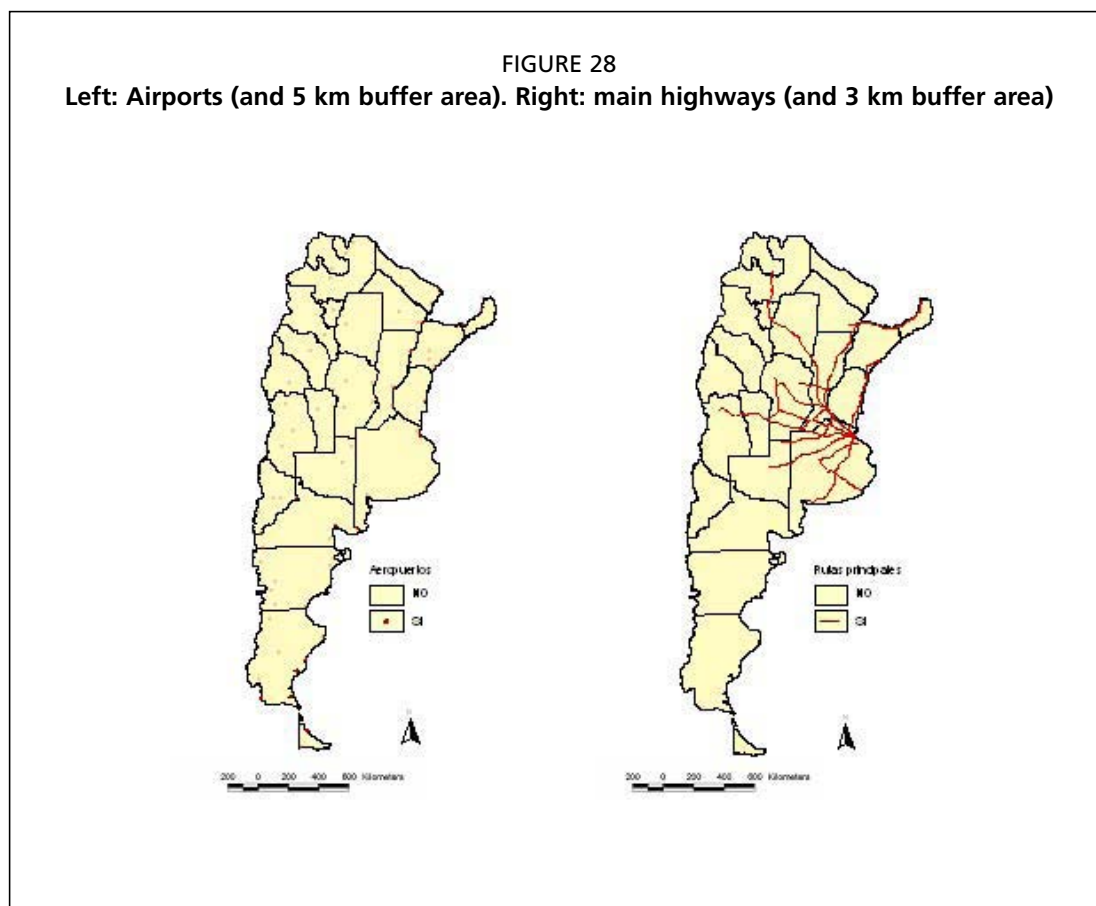 FIGURE 28
Left: Airports (and 5 km buffer area). Right: main highways (and 3 km buffer area)
Aeropuertos
NO
SI
200 0 200 400 600 Kilometers
Rutas principales
NO
SI
200 0 200 400 600 Kilometers